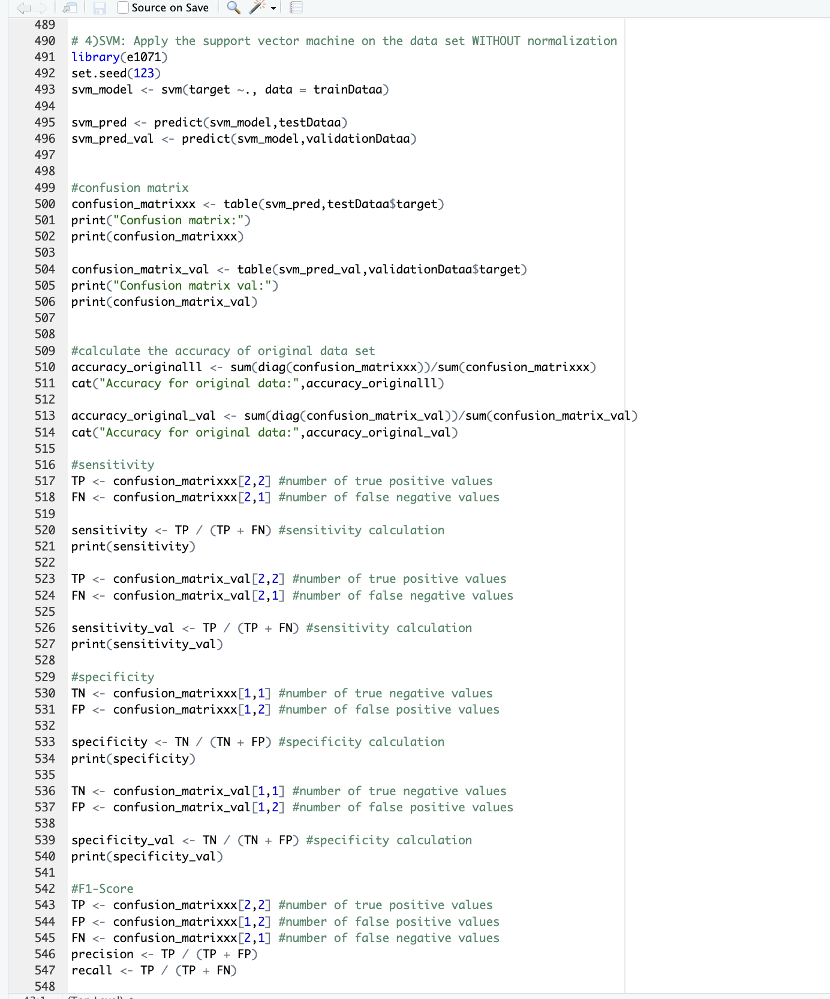 Source on Save
489
490 # 4)SVM: Apply the support vector machine on the data set WITHOUT normalization
491 library(e1071)
492 set.seed(123)
493 svm_model <- svm(target ~., data = trainDataa)
494
495 svm_pred <- predict(svm_model,testDataa)
496 svm_pred_val <- predict(svm_model,validationDataa)
497
498
499 #confusion matrix
500 confusion_matrixxx <- table(svm_pred,testDataa$target)
501 print("Confusion matrix:")
502 print(confusion_matrixxx)
503
504 confusion_matrix_val <- table(svm_pred_val,validationDataa$target)
505 print("Confusion matrix val:")
506 print(confusion_matrix_val)
507
508
509 #calculate the accuracy of original data set
510 accuracy_originalll <- sum(diag(confusion_matrixxx))/sum(confusion_matrixxx)
511 cat("Accuracy for original data:",accuracy_originalll)
512
513 accuracy_original_val <- sum(diag(confusion_matrix_val))/sum(confusion_matrix_val)
514 cat("Accuracy for original data:",accuracy_original_val)
515
516 #sensitivity
517 TP <- confusion_matrixxx[2,2] #number of true positive values
518 FN <- confusion_matrixxx[2,1] #number of false negative values
519
520 sensitivity <- TP / (TP + FN) #sensitivity calculation
521 print(sensitivity)
522
523 TP <- confusion_matrix_val[2,2] #number of true positive values
524 FN <- confusion_matrix_val[2,1] #number of false negative values
525
526 sensitivity_val <- TP / (TP + FN) #sensitivity calculation
527 print(sensitivity_val)
528
529 #specificity
530 TN <- confusion_matrixxx[1,1] #number of true negative values
531 FP <- confusion_matrixxx[1,2] #number of false positive values
532
533 specificity <- TN / (TN + FP) #specificity calculation
534 print(specificity)
535
536 TN <- confusion_matrix_val[1,1] #number of true negative values
537 FP <- confusion_matrix_val[1,2] #number of false positive values
538
539 specificity_val <- TN / (TN + FP) #specificity calculation
540 print(specificity_val)
541
542 #F1-Score
543 TP <- confusion_matrixxx[2,2] #number of true positive values
544 FP <- confusion_matrixxx[1,2] #number of false positive values
545 FN <- confusion_matrixxx[2,1] #number of false negative values
546 precision <- TP / (TP + FP)
547 recall <- TP / (TP + FN)
548